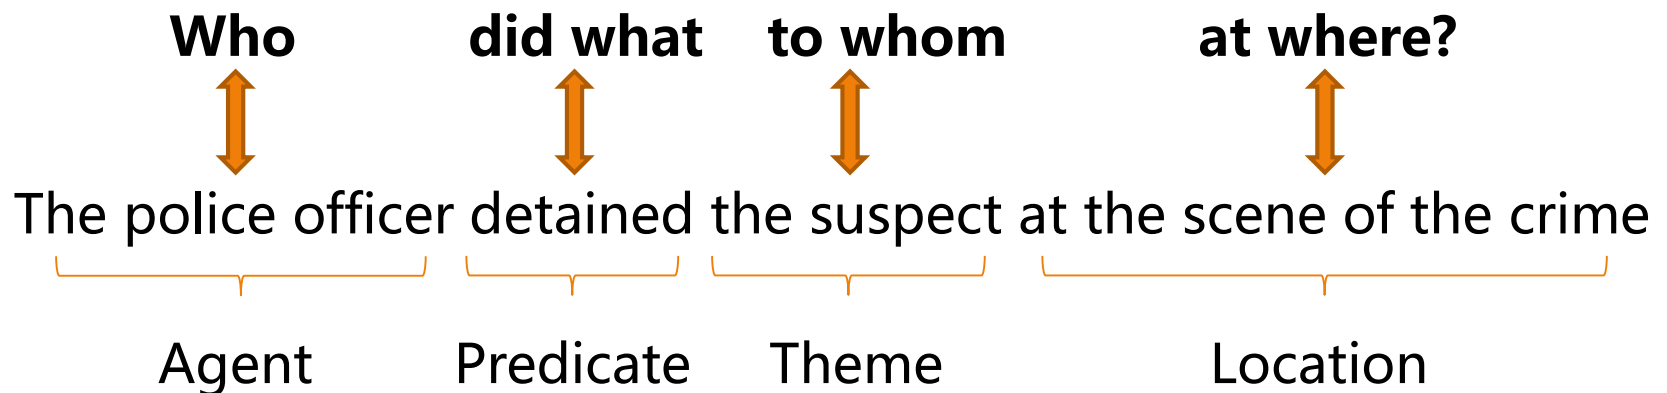 Who did what to whom at where?
The police officer detained the suspect at the scene of the crime
Agent Predicate Theme Location